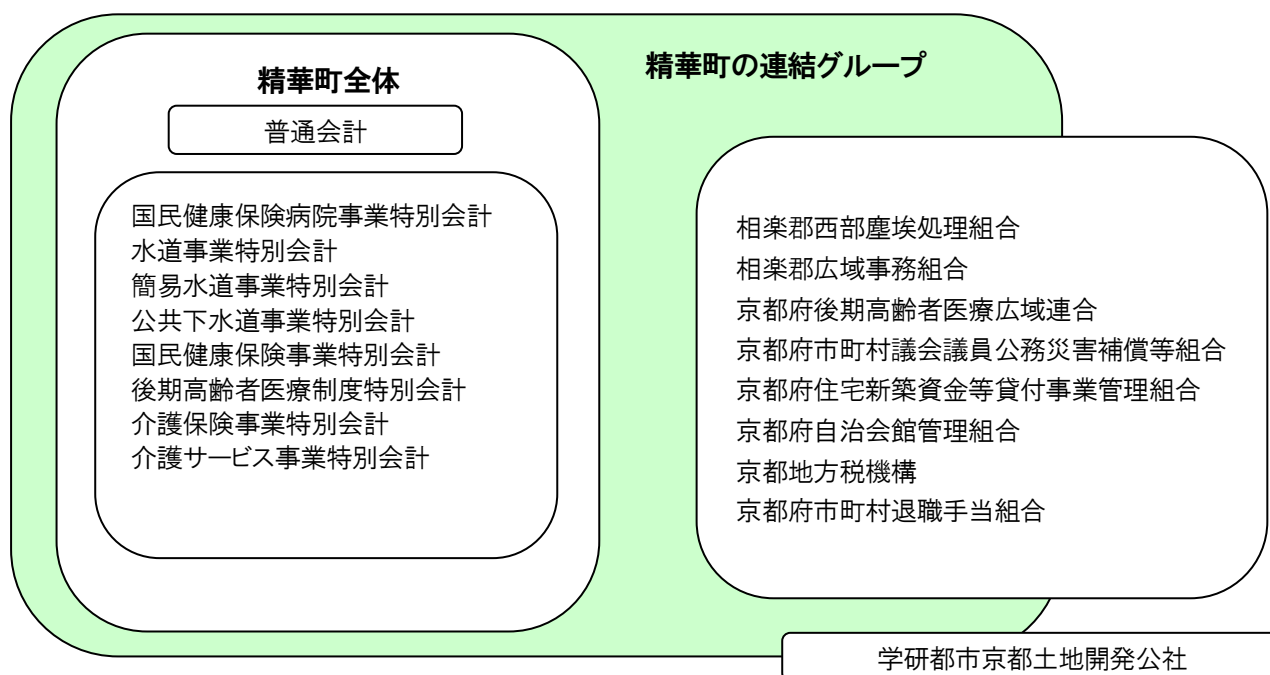 精華町の連結グループ
精華町全体
普通会計
国民健康保険病院事業特別会計
水道事業特別会計
簡易水道事業特別会計
公共下水道事業特別会計
国民健康保険事業特別会計
後期高齢者医療制度特別会計
介護保険事業特別会計
介護サービス事業特別会計
相楽郡西部塵埃処理組合
相楽郡広域事務組合
京都府後期高齢者医療広域連合
京都府市町村議会議員公務災害補償等組合
京都府住宅新築資金等貸付事業管理組合
京都府自治会館管理組合
京都地方税機構
京都府市町村退職手当組合
学研都市京都土地開発公社